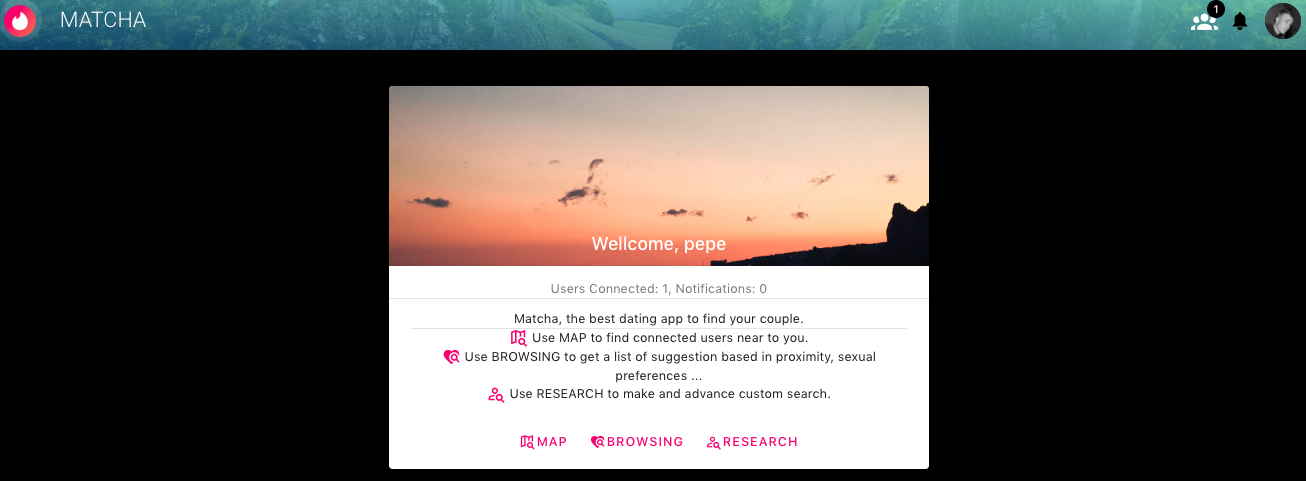 MATCHA
1
Wellcome, pepe
Users Connected: 1, Notifications: 0
Matcha, the best dating app to find your couple.
Use MAP to find connected users near to you.
Use BROWSING to get a list of suggestion based in proximity, sexual
preferences ...
Use RESEARCH to make and advance custom search.
MAP BROWSING RESEARCH